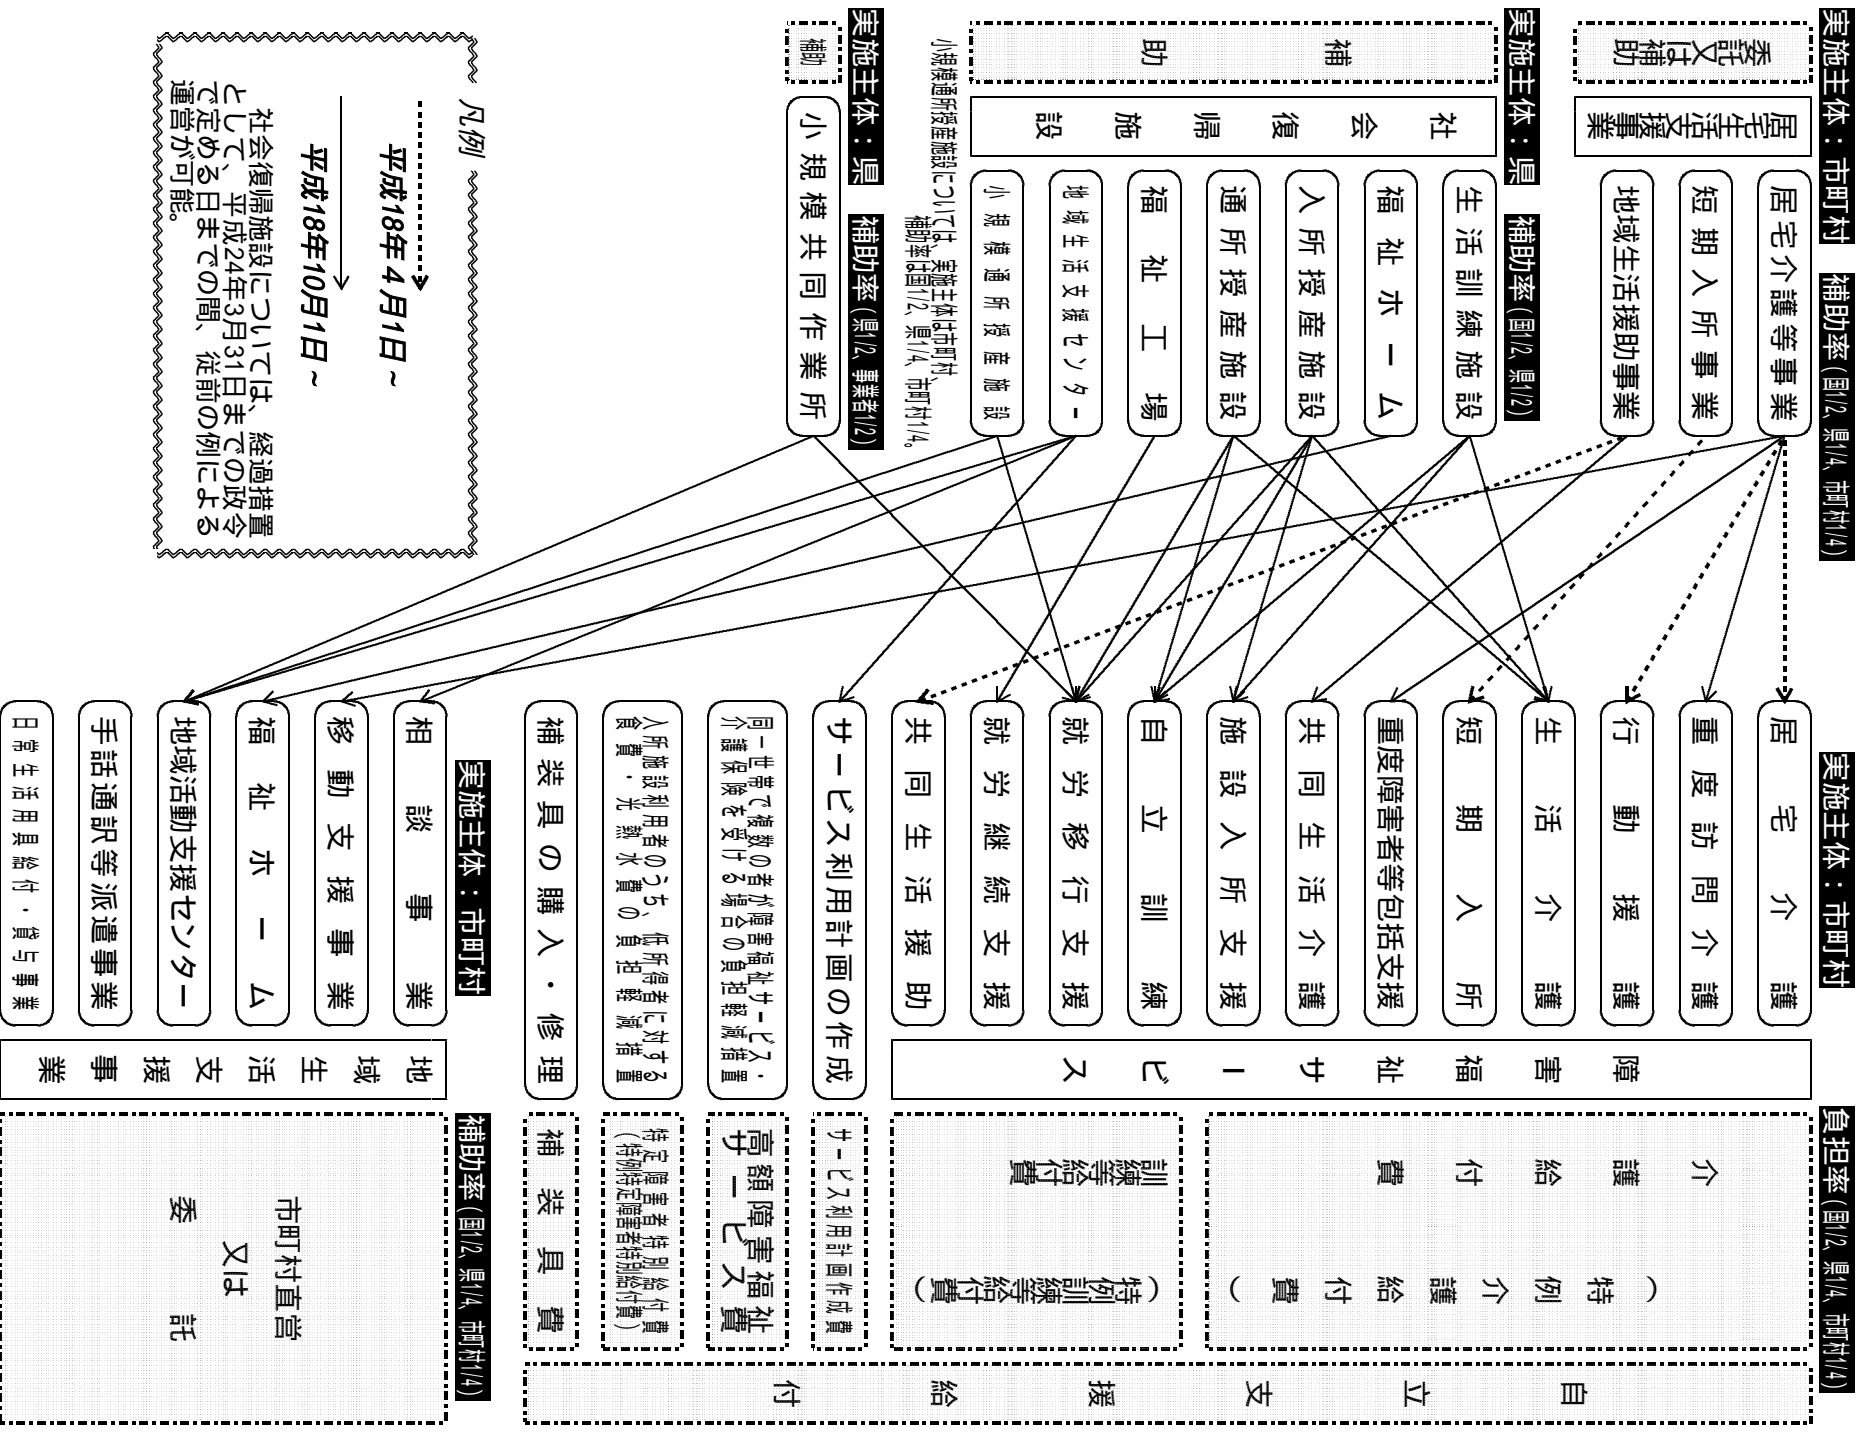 実施主体：市町村
補助率（国1/2、県1/4、市町村1/4）
委託又は補助
居宅生活支援事業
居宅介護等事業
短期入所事業
地域生活援助事業
実施主体：県
補助率（国1/2、県1/2）
補助
社会復帰施設
生活訓練施設
福祉ホーム
入所授産施設
通所授産施設
福祉工場
地域生活支援センター
小規模通所授産施設
小規模通所授産施設については、実施主体は市町村、
補助率は国1/2、県1/4、市町村1/4。
実施主体：県
補助率（県1/2、事業者1/2）
補助
小規模共同作業所
凡例
平成18年４月1日～
平成18年10月1日～
社会復帰施設については、経過措置
として、平成24年3月31日までの政令
で定める日までの間、従前の例による
運営が可能。
実施主体：市町村
負担率（国1/2、県1/4、市町村1/4）
居宅介護
重度訪問介護
行動援護
生活介護
短期入所
重度障害者等包括支援
共同生活介護
施設入所支援
自立訓練
就労移行支援
就労継続支援
共同生活援助
サービス利用計画の作成
同一世帯で複数の者が障害福祉サービス・
介護保険を受ける場合の負担軽減措置
入所施設利用者のうち、低所得者に対する
食費・光熱水費の負担軽減措置
補装具の購入・修理
障害福祉サービス
介護給付費
（特例介護給付費）
訓練等給付費
（特例訓練等給付費）
サービス利用計画作成費
高額障害福祉
サービス費
特定障害者特別給付費
（特例特定障害者特別給付費）
補装具費
自立支援給付
実施主体：市町村
補助率（国1/2、県1/4、市町村1/4）
相談事業
移動支援事業
福祉ホーム
地域活動支援センター
手話通訳等派遣事業
日常生活用具給付・貸与事業
地域生活支援事業
市町村直営
又は
委託